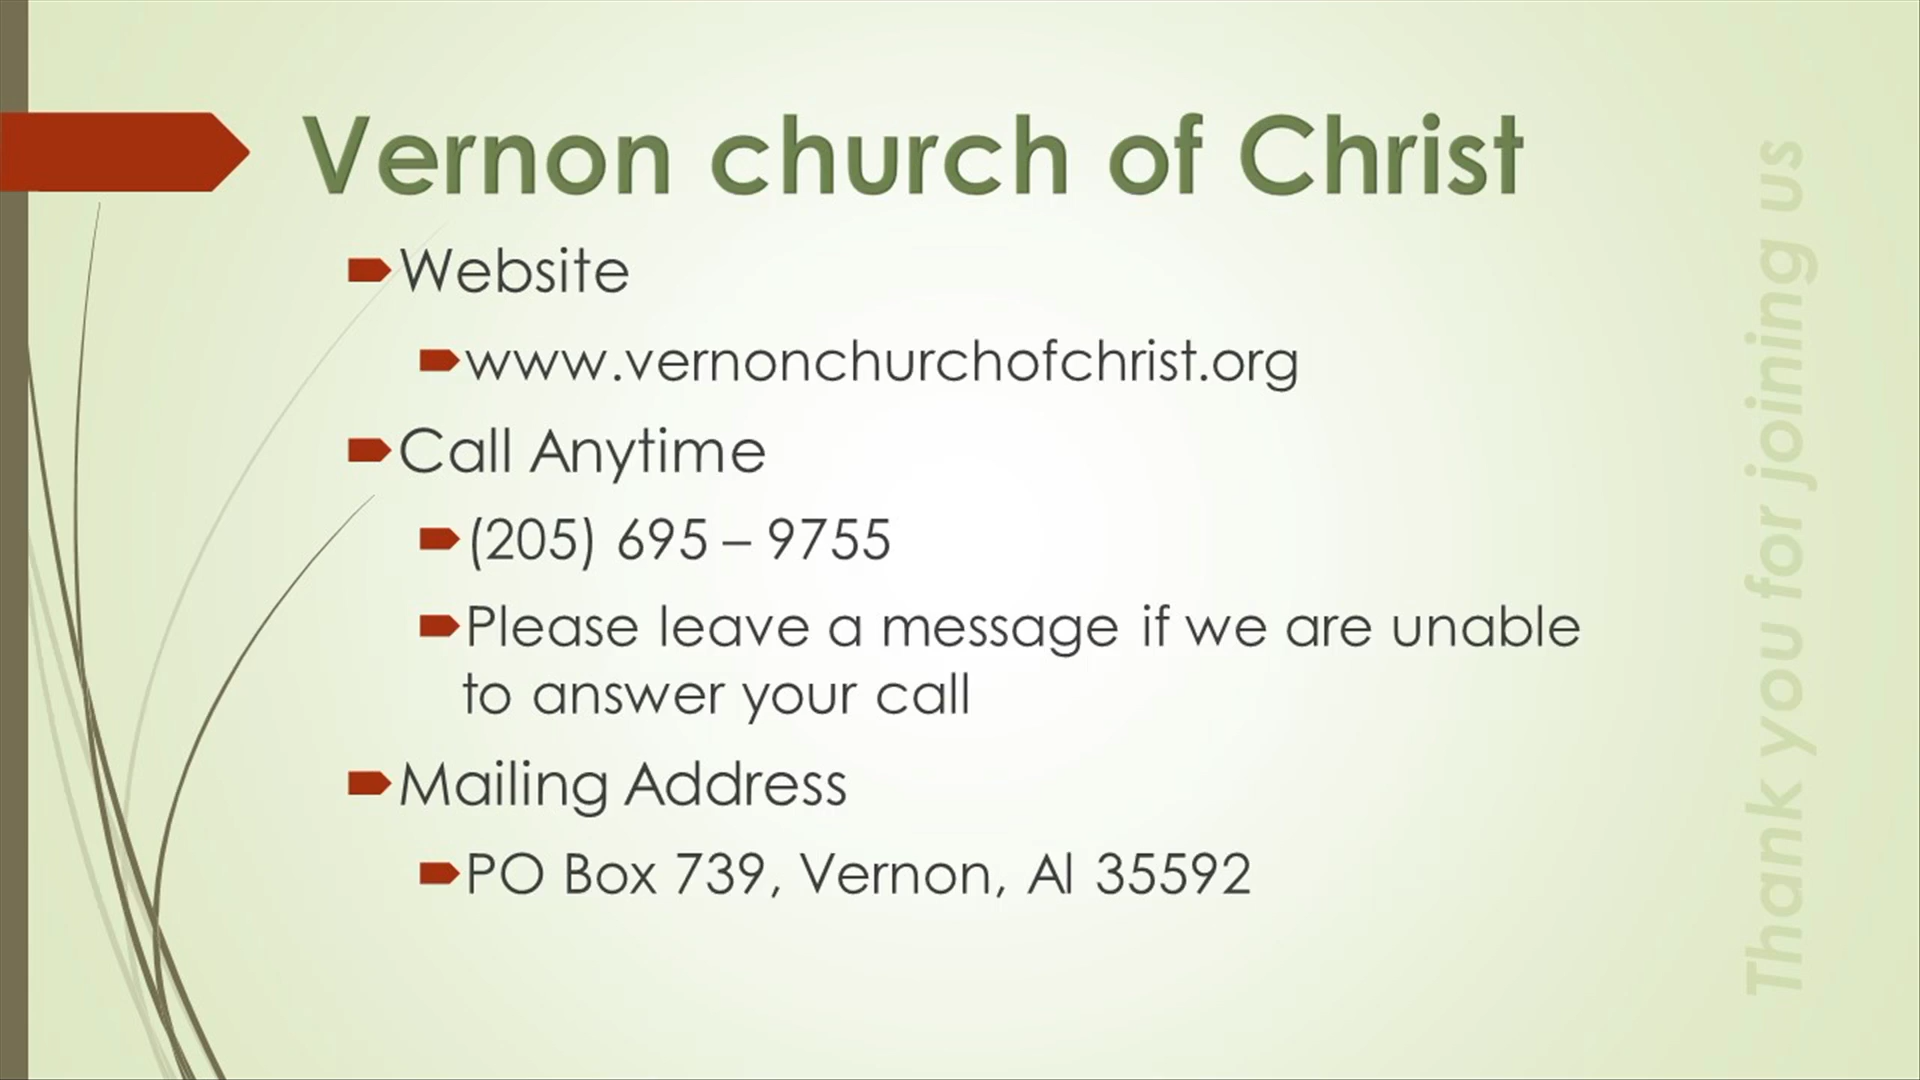 Vernon church of Christ
Website
www.vernonchurchofchrist.org
Call Anytime
(205) 695 – 9755
Please leave a message if we are unable
to answer your call
Mailing Address
PO Box 739, Vernon, Al 35592
Thank you for joining us